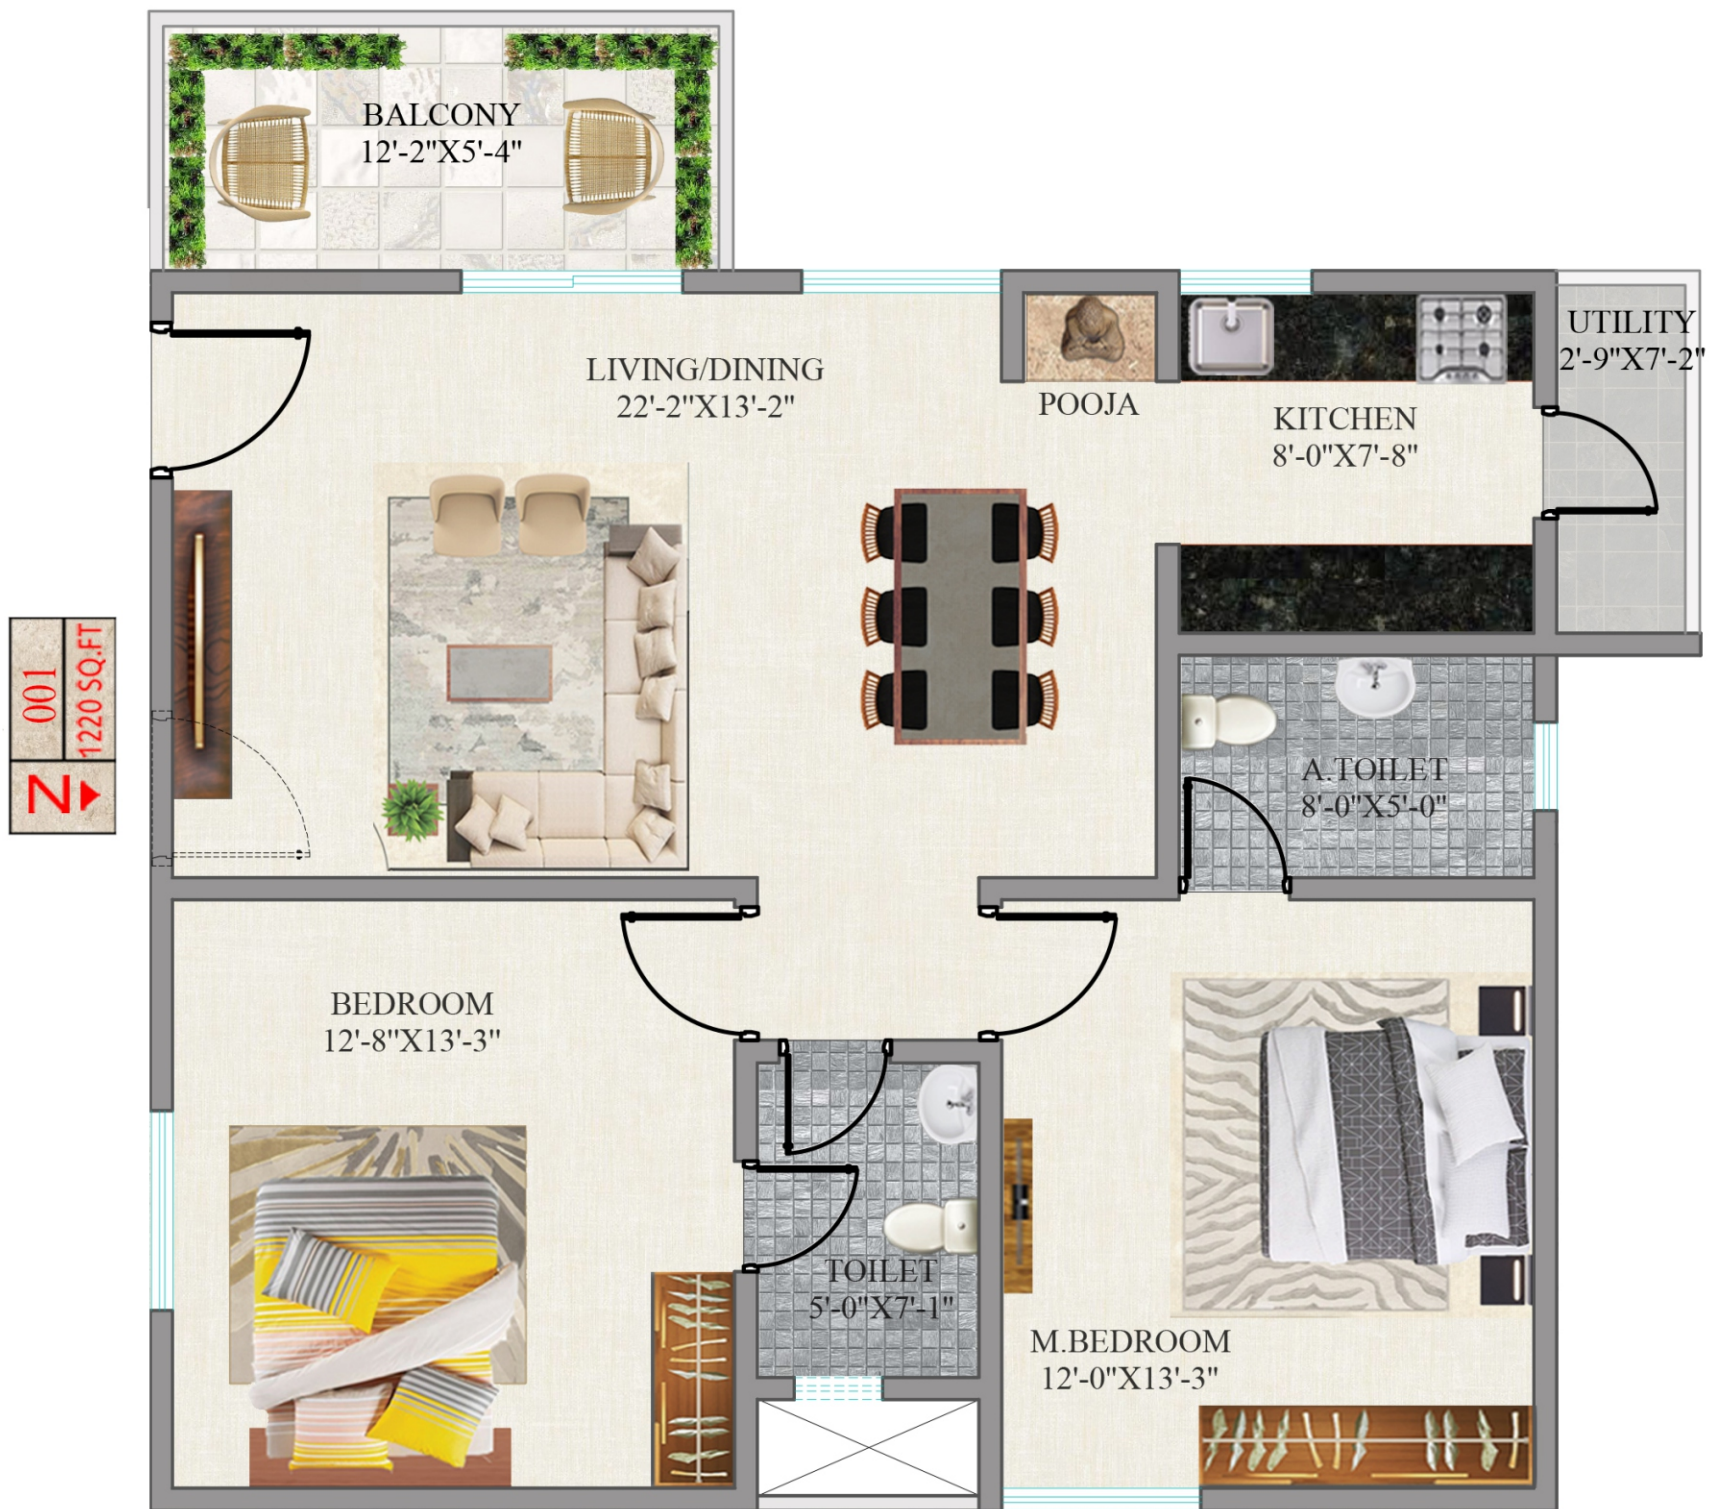 BALCONY
12'-2"X5'-4"
LIVING/DINING
22'-2"X13'-2"
POOJA
KITCHEN
8'-0"X7'-8"
UTILITY
2'-9"X7'-2"
001
1220 SQ.FT
N
A.TOILET
8'-0"X5'-0"
BEDROOM
12'-8"X13'-3"
TOILET
5'-0"X7'-1"
M.BEDROOM
12'-0"X13'-3"